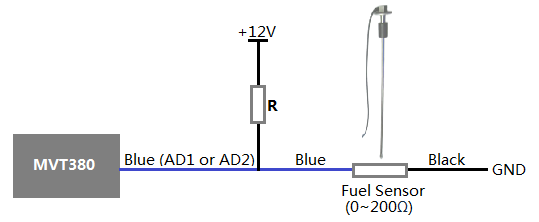 +12V
R
MVT380
Blue (AD1 or AD2)
Blue
Black
GND
Fuel Sensor
(0~200Ω)